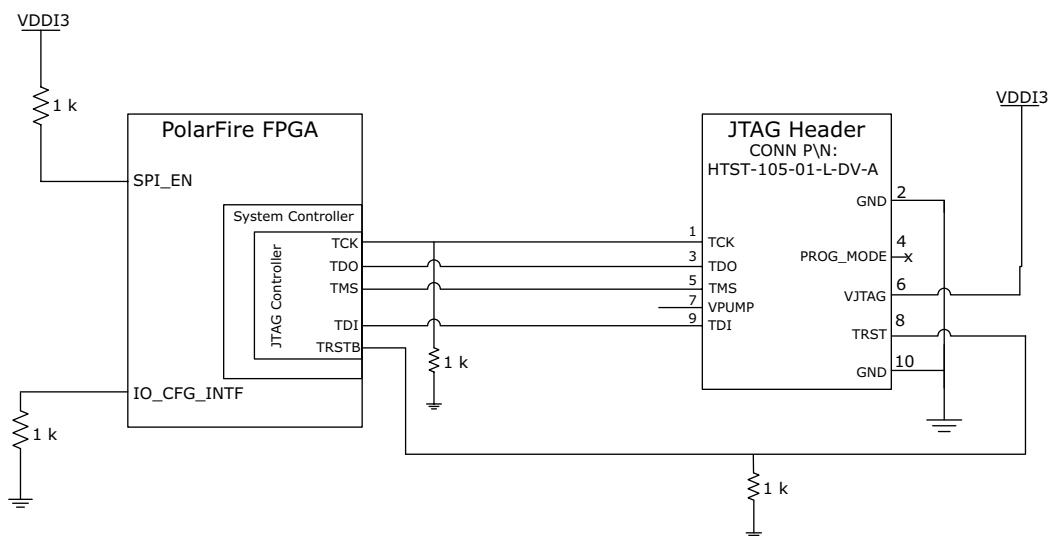 VDDI3
1 k
PolarFire FPGA
SPI_EN
System Controller
JTAG Controller
TCK
TDO
TMS
TDI
TRSTB
IO_CFG_INTF
1 k
1 k
1 k
JTAG Header
CONN P\N:
HTST-105-01-L-DV-A
1
TCK
3
TDO
5
TMS
7
VPUMP
9
TDI
GND
2
PROG_MODE
4
x
VJTAG
6
TRST
8
GND
10
VDDI3